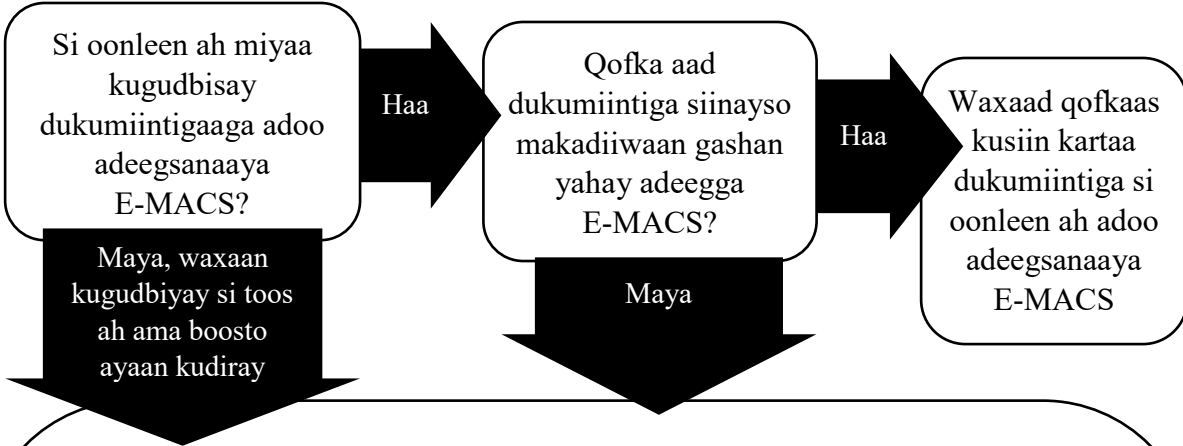 Si oonleen ah miyaa
kugudbisay
dukumiintigaaga adoo
adeegsanaaya
E-MACS?
Haa
Qofka aad
dukumiintiga siinayso
makadiiwaan gashan
yahay adeegga
E-MACS?
Haa
Waxaad qofkaas
kusiin kartaa
dukumiintiga si
oonleen ah adoo
adeegsanaaya
E-MACS
Maya, waxaan
kugudbiyay si toos
ah ama boosto
ayaan kudiray
Maya